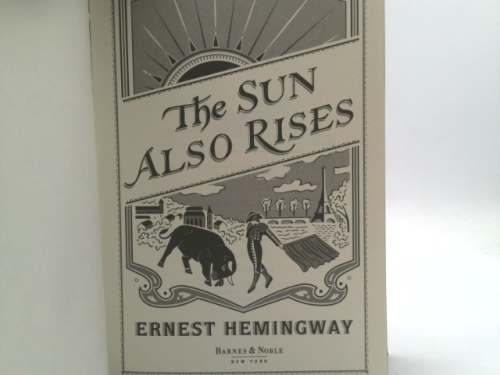 The SUN
ALSO RISES
ERNEST HEMINGWAY
BARNES & NOBLE
NEW YORK